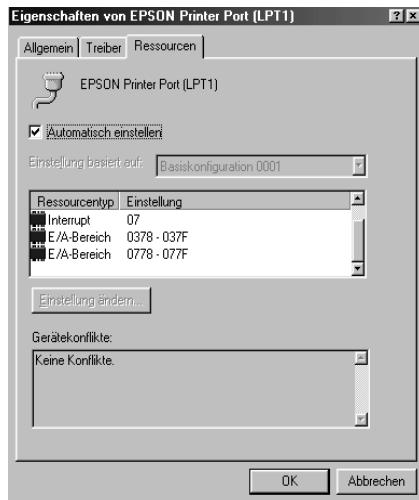 Eigenschaften von EPSON Printer Port (LPT1)
Allgemein Treiber Ressourcen
EPSON Printer Port (LPT1)
Automatisch einstellen
Einstellung basiert auf: Basiskonfiguration 0001
Ressourcentyp Einstellung
Interrupt 07
E/A-Bereich 0378 - 037F
E/A-Bereich 0778 - 077F
Einstellung ändern...
Gerätekonflikte:
Keine Konflikte.
OK Abbrechen